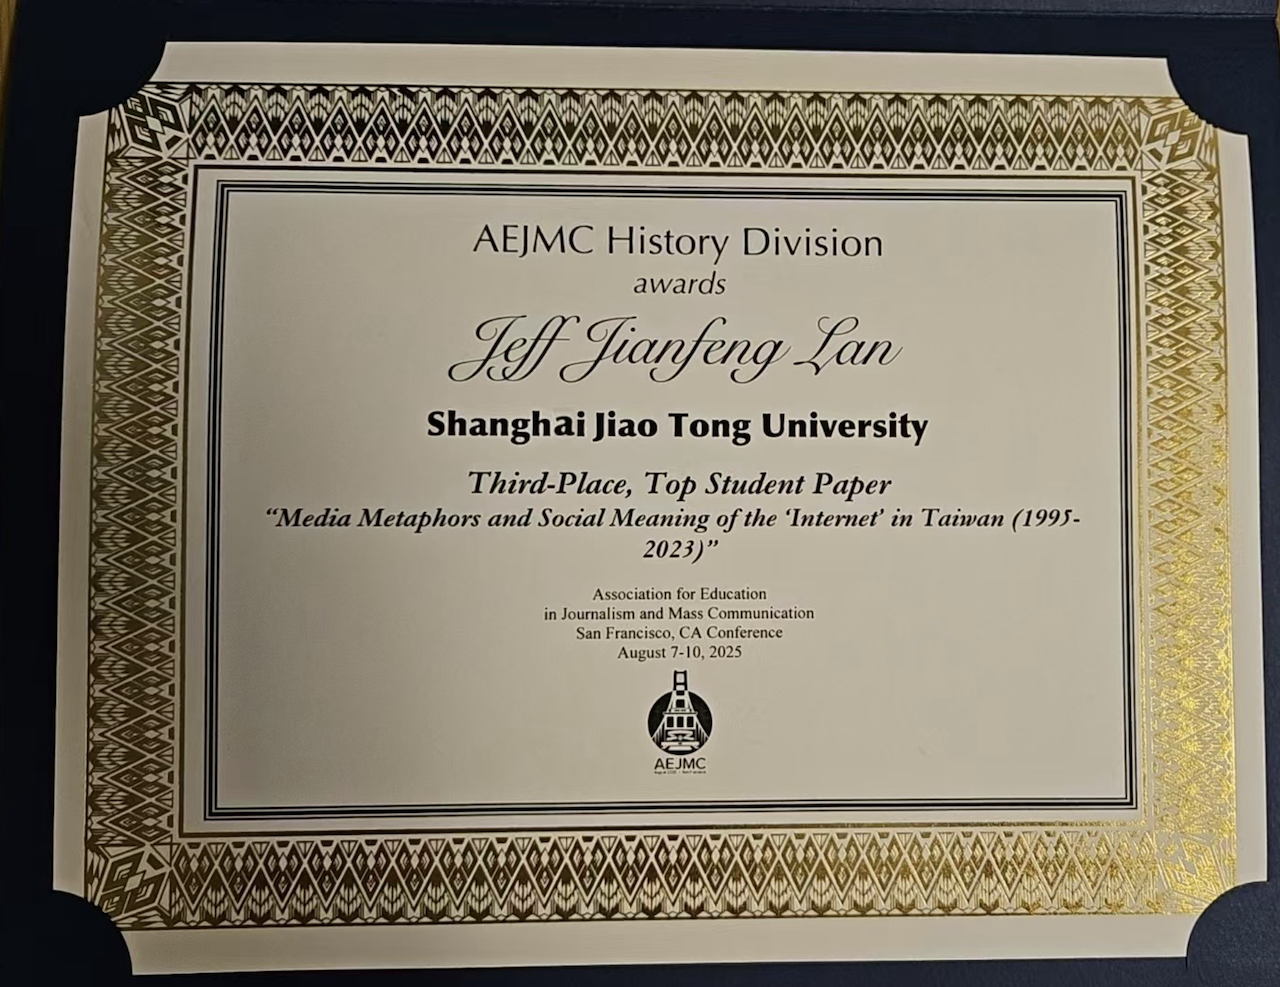 AEJMC History Division
awards
Jeff Jianfeng Lan
Shanghai Jiao Tong University
Third-Place, Top Student Paper
“Media Metaphors and Social Meaning of the ‘Internet’ in Taiwan (1995-
2023)”
Association for Education
in Journalism and Mass Communication
San Francisco, CA Conference
August 7-10, 2025
AEJMC